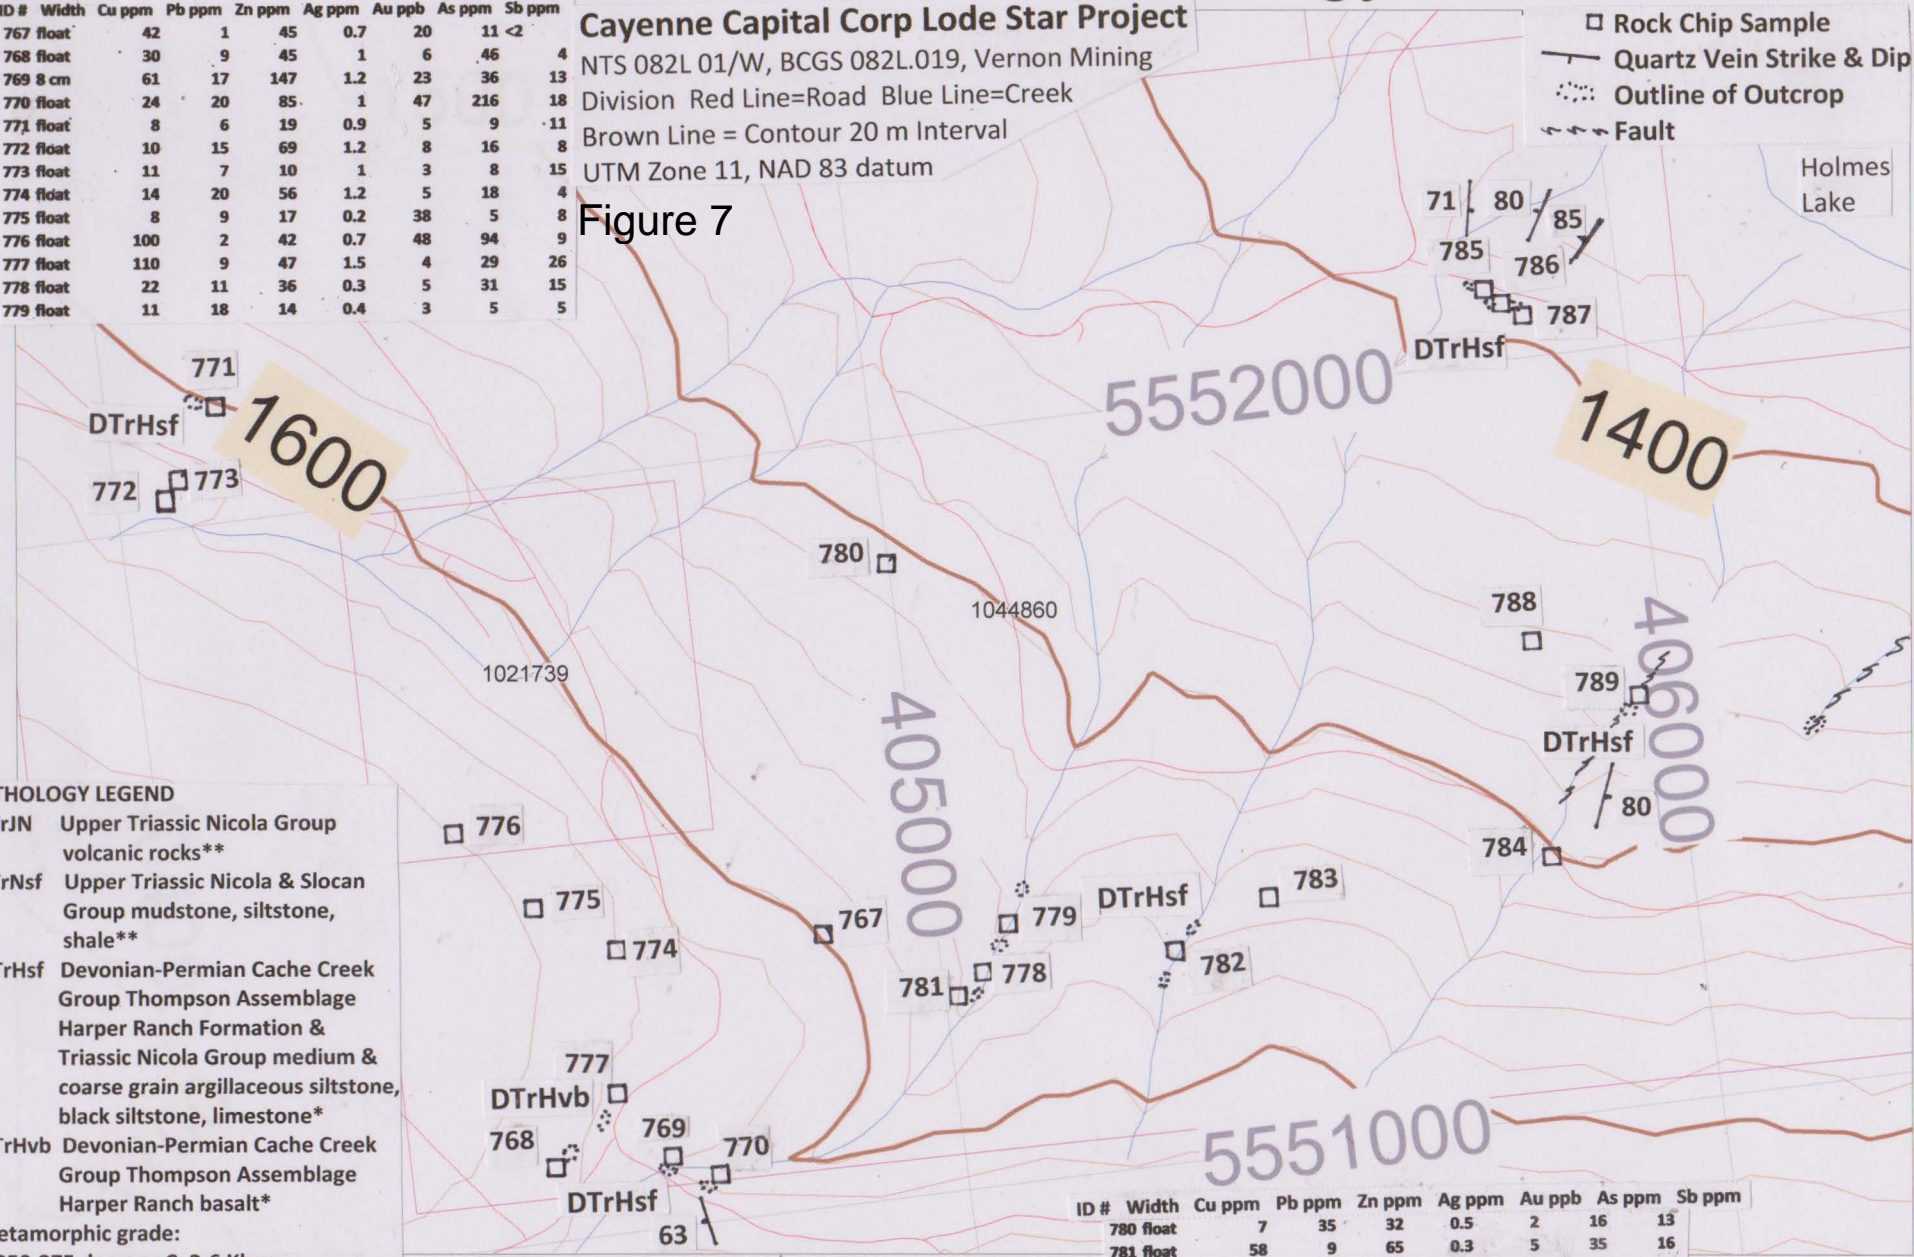 ID # Width Cu ppm Pb ppm Zn ppm Ag ppm Au ppb As ppm Sb ppm
767 float 42 1 45 0.7 20 11 <2
768 float 30 9 45 1 6 46 4
769 8 cm 61 17 147 1.2 23 36 13
770 float 24 20 85 1 47 216 18
771 float 8 6 19 0.9 5 9 11
772 float 10 15 69 1.2 8 16 8
773 float 11 7 10 1 3 8 15
774 float 14 20 56 1.2 5 18 4
775 float 8 9 17 0.2 38 5 8
776 float 100 2 42 0.7 48 94 9
777 float 110 9 47 1.5 4 29 26
778 float 22 11 36 0.3 5 31 15
779 float 11 18 14 0.4 3 5 5
Cayenne Capital Corp Lode Star Project
NTS 082L 01/W, BCGS 082L.019, Vernon Mining
Division Red Line=Road Blue Line=Creek
Brown Line = Contour 20 m Interval
UTM Zone 11, NAD 83 datum
Figure 7
Rock Chip Sample
Quartz Vein Strike & Dip
Outline of Outcrop
Fault
Holmes
Lake
71 80 85
785 786
787
DTrHsf
771
DTrHsf
1600
772 773
5552000
1400
780
1044860
1021739
788
789
406000
DTrHsf
80
405000
784
776
775
774
767
779
DTrHsf
783
781 778
782
777
DTrHvb
768
769
770
DTrHsf
63
5551000
THOLOGY LEGEND
rJN Upper Triassic Nicola Group
volcanic rocks**
rNsf Upper Triassic Nicola & Slocan
Group mudstone, siltstone,
shale**
rHsf Devonian-Permian Cache Creek
Group Thompson Assemblage
Harper Ranch Formation &
Triassic Nicola Group medium &
coarse grain argillaceous siltstone,
black siltstone, limestone*
rHvb Devonian-Permian Cache Creek
Group Thompson Assemblage
Harper Ranch basalt*
etamorphic grade:
ID # Width Cu ppm Pb ppm Zn ppm Ag ppm Au ppb As ppm Sb ppm
780 float 7 35 32 0.5 2 16 13
781 float 58 9 65 0.3 5 35 16